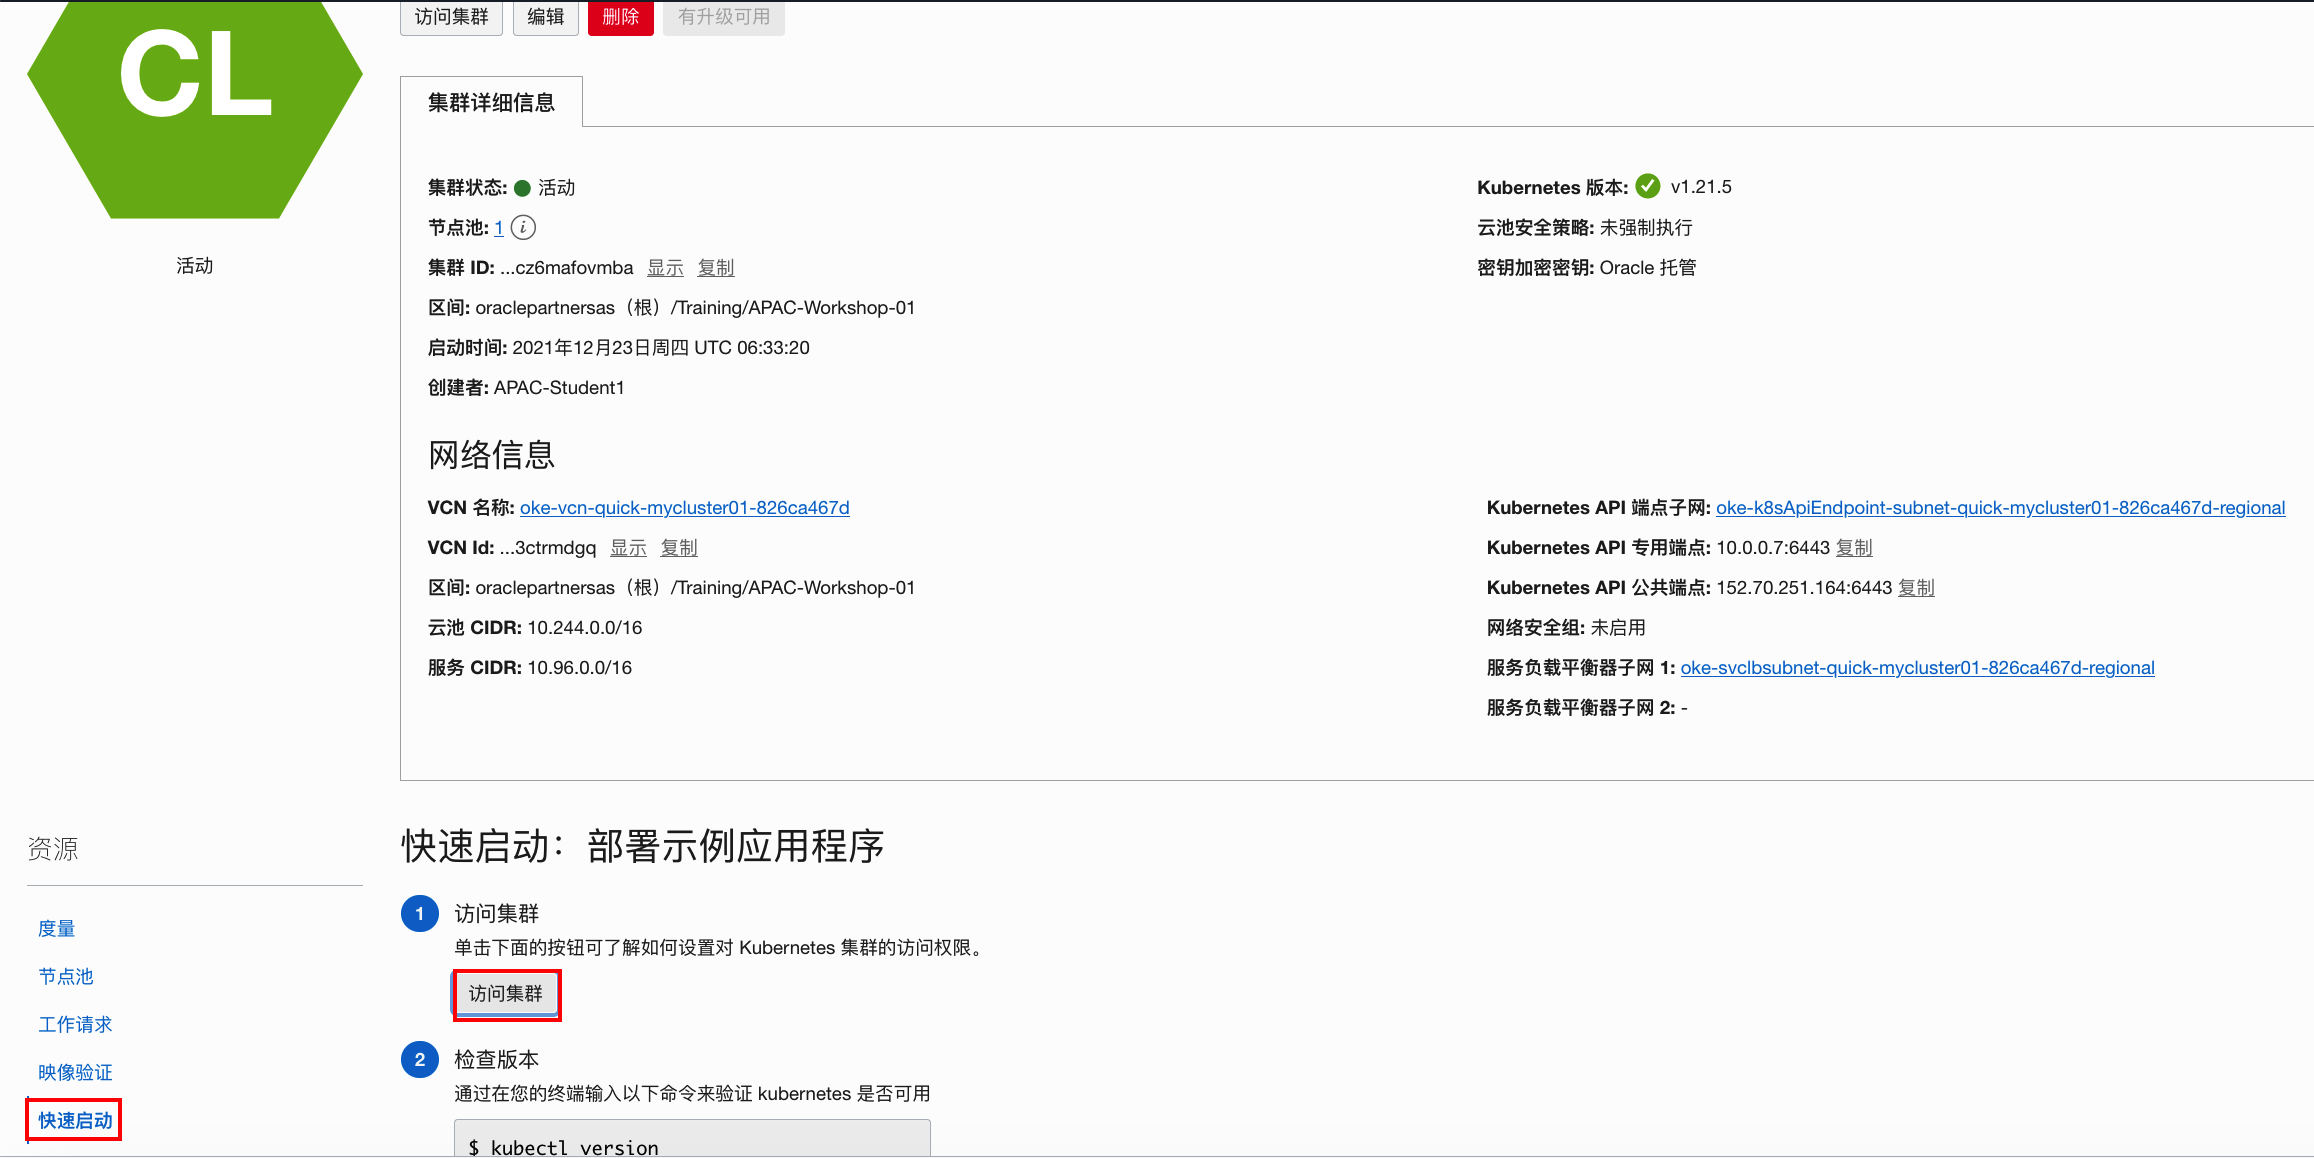 CL
活动
访问集群 编辑 删除 有升级可用
集群详细信息
集群状态: 活动
节点池: 1 i
集群 ID: ...cz6mafovmba 显示 复制
区间: oraclepartnersas（根）/Training/APAC-Workshop-01
启动时间: 2021年12月23日周四 UTC 06:33:20
创建者: APAC-Student1
Kubernetes 版本: v1.21.5
云池安全策略: 未强制执行
密钥加密密钥: Oracle 托管
网络信息
VCN 名称: oke-vcn-quick-mycluster01-826ca467d
VCN Id: ...3ctrmdgq 显示 复制
区间: oraclepartnersas（根）/Training/APAC-Workshop-01
云池 CIDR: 10.244.0.0/16
服务 CIDR: 10.96.0.0/16
Kubernetes API 端点子网: oke-k8sApiEndpoint-subnet-quick-mycluster01-826ca467d-regional
Kubernetes API 专用端点: 10.0.0.7:6443 复制
Kubernetes API 公共端点: 152.70.251.164:6443 复制
网络安全组: 未启用
服务负载平衡器子网 1: oke-svclbsubnet-quick-mycluster01-826ca467d-regional
服务负载平衡器子网 2: -
资源
度量
节点池
工作请求
映像验证
快速启动
快速启动：部署示例应用程序
1 访问集群
单击下面的按钮可了解如何设置对 Kubernetes 集群的访问权限。
访问集群
2 检查版本
通过在您的终端输入以下命令来验证 kubernetes 是否可用
$ kubectl version